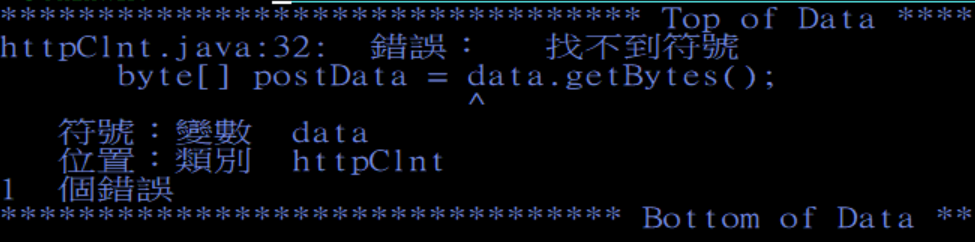 ********************************* Top of Data ****
httpClnt.java:32: 錯誤： 找不到符號
byte[] postData = data.getBytes();
^
符號：變數 data
位置：類別 httpClnt
1 個錯誤
******************************** Bottom of Data **